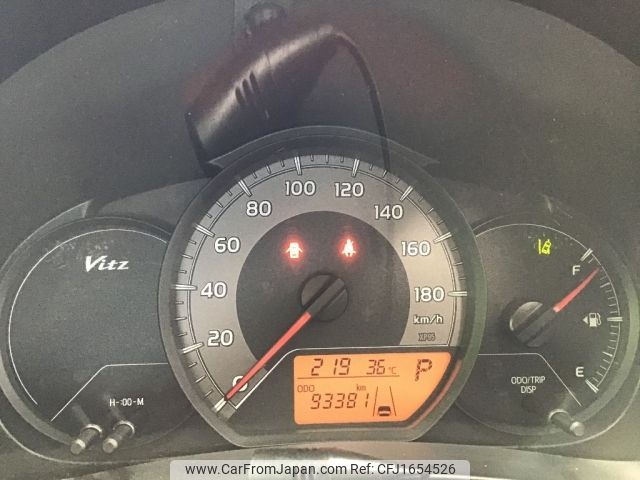 100 120
80 140
60 160
40 180
20 km/h
0 XP05
Vitz
H-:00-M
219 36℃ P
ODO km
93381
F
E
ODO/TRIP
DISP
www.CarFromJapan.com - CFJ1654526